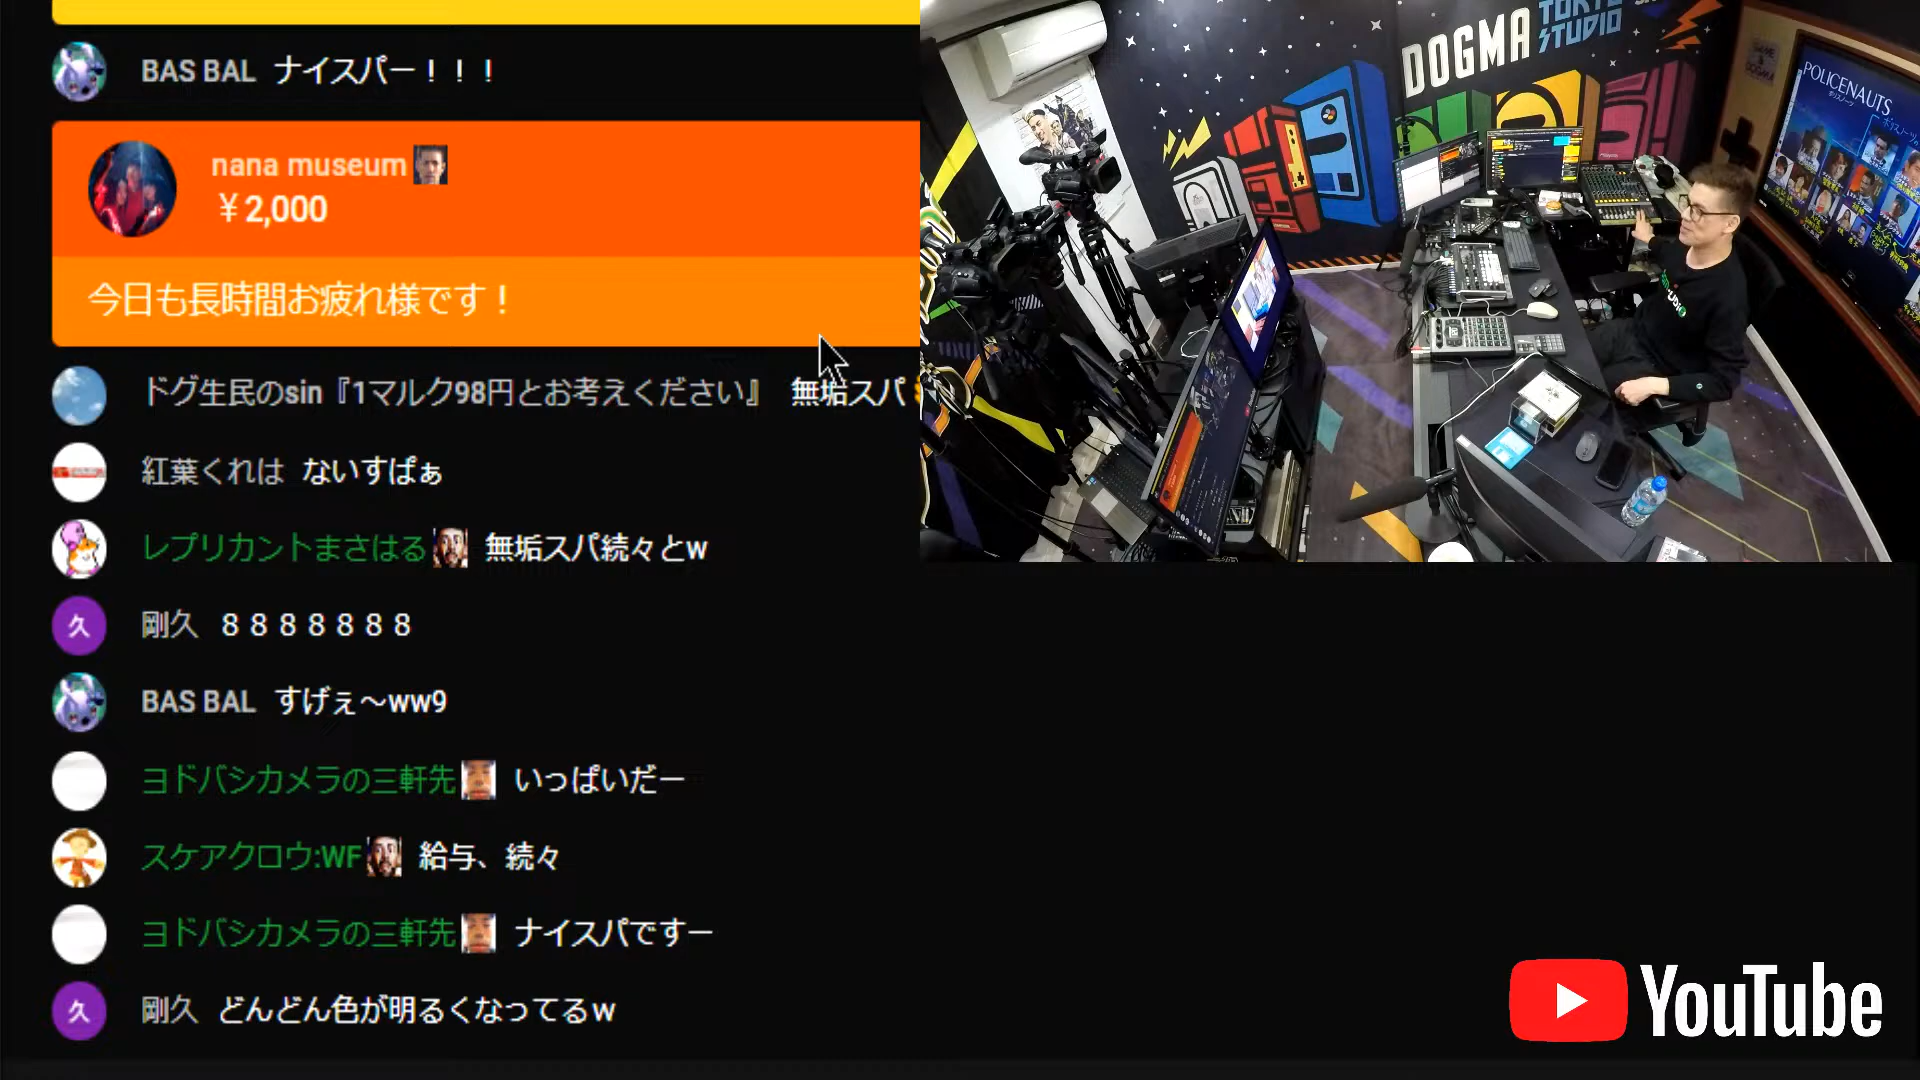 BAS BAL ナイスパー！！！
nana museum
￥2,000
今日も長時間お疲れ様です！
ドグ生民のsin『1マルク98円とお考えください』 無垢スパ
紅葉くれは ないすぱぁ
レプリカントまさはる 無垢スパ続々とw
久 剛久 ８８８８８８８
BAS BAL すげぇ〜ww9
ヨドバシカメラの三軒先 いっぱいだー
スケアクロウ:WF 給与、続々
ヨドバシカメラの三軒先 ナイスパですー
久 剛久 どんどん色が明るくなってるｗ
DOGMA
TOKYO
STUDIO
POLICENAUTS
ポリスノーツ
YouTube